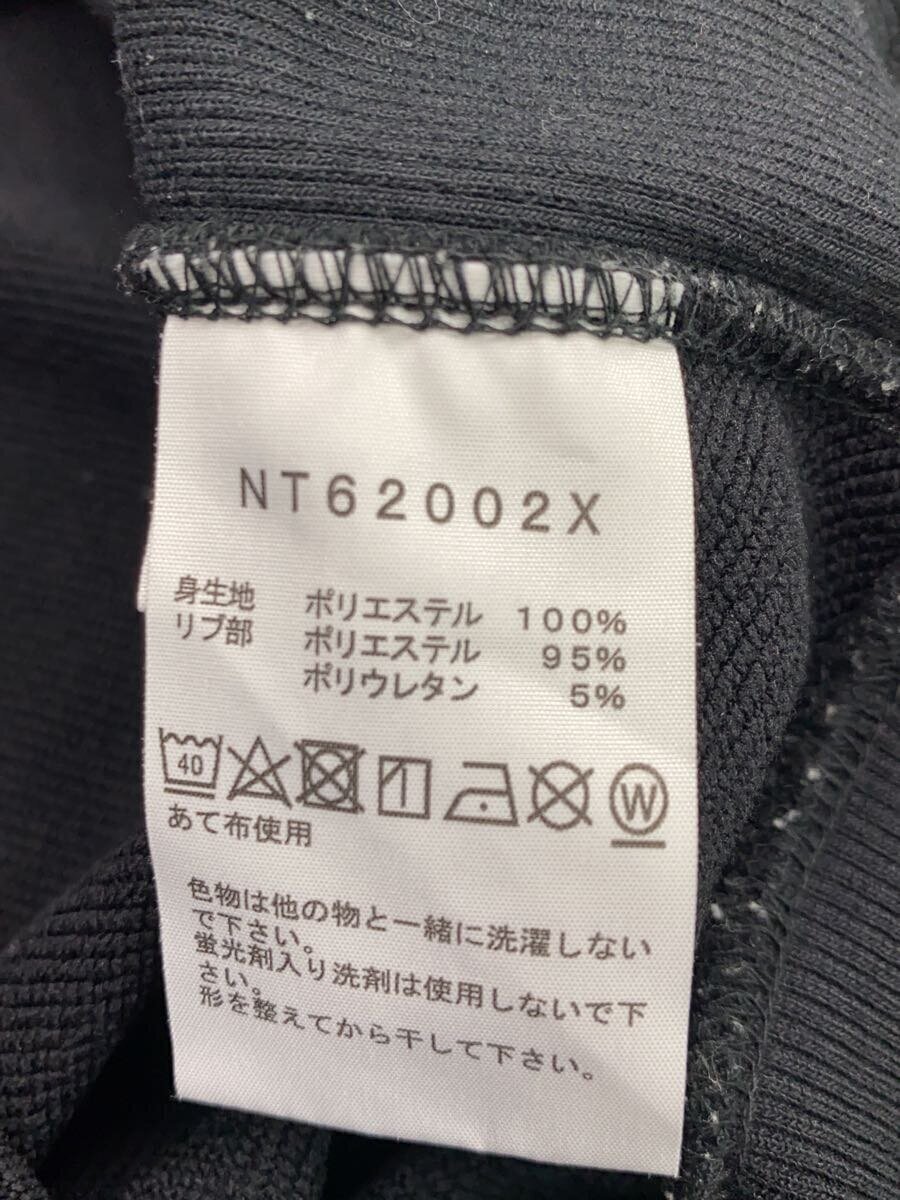 NT62002X
身生地 ポリエステル 100%
リブ部 ポリエステル 95%
ポリウレタン 5%
40 W
あて布使用
色物は他の物と一緒に洗濯しない
で下さい。
蛍光剤入り洗剤は使用しないで下
さい。
形を整えてから干して下さい。